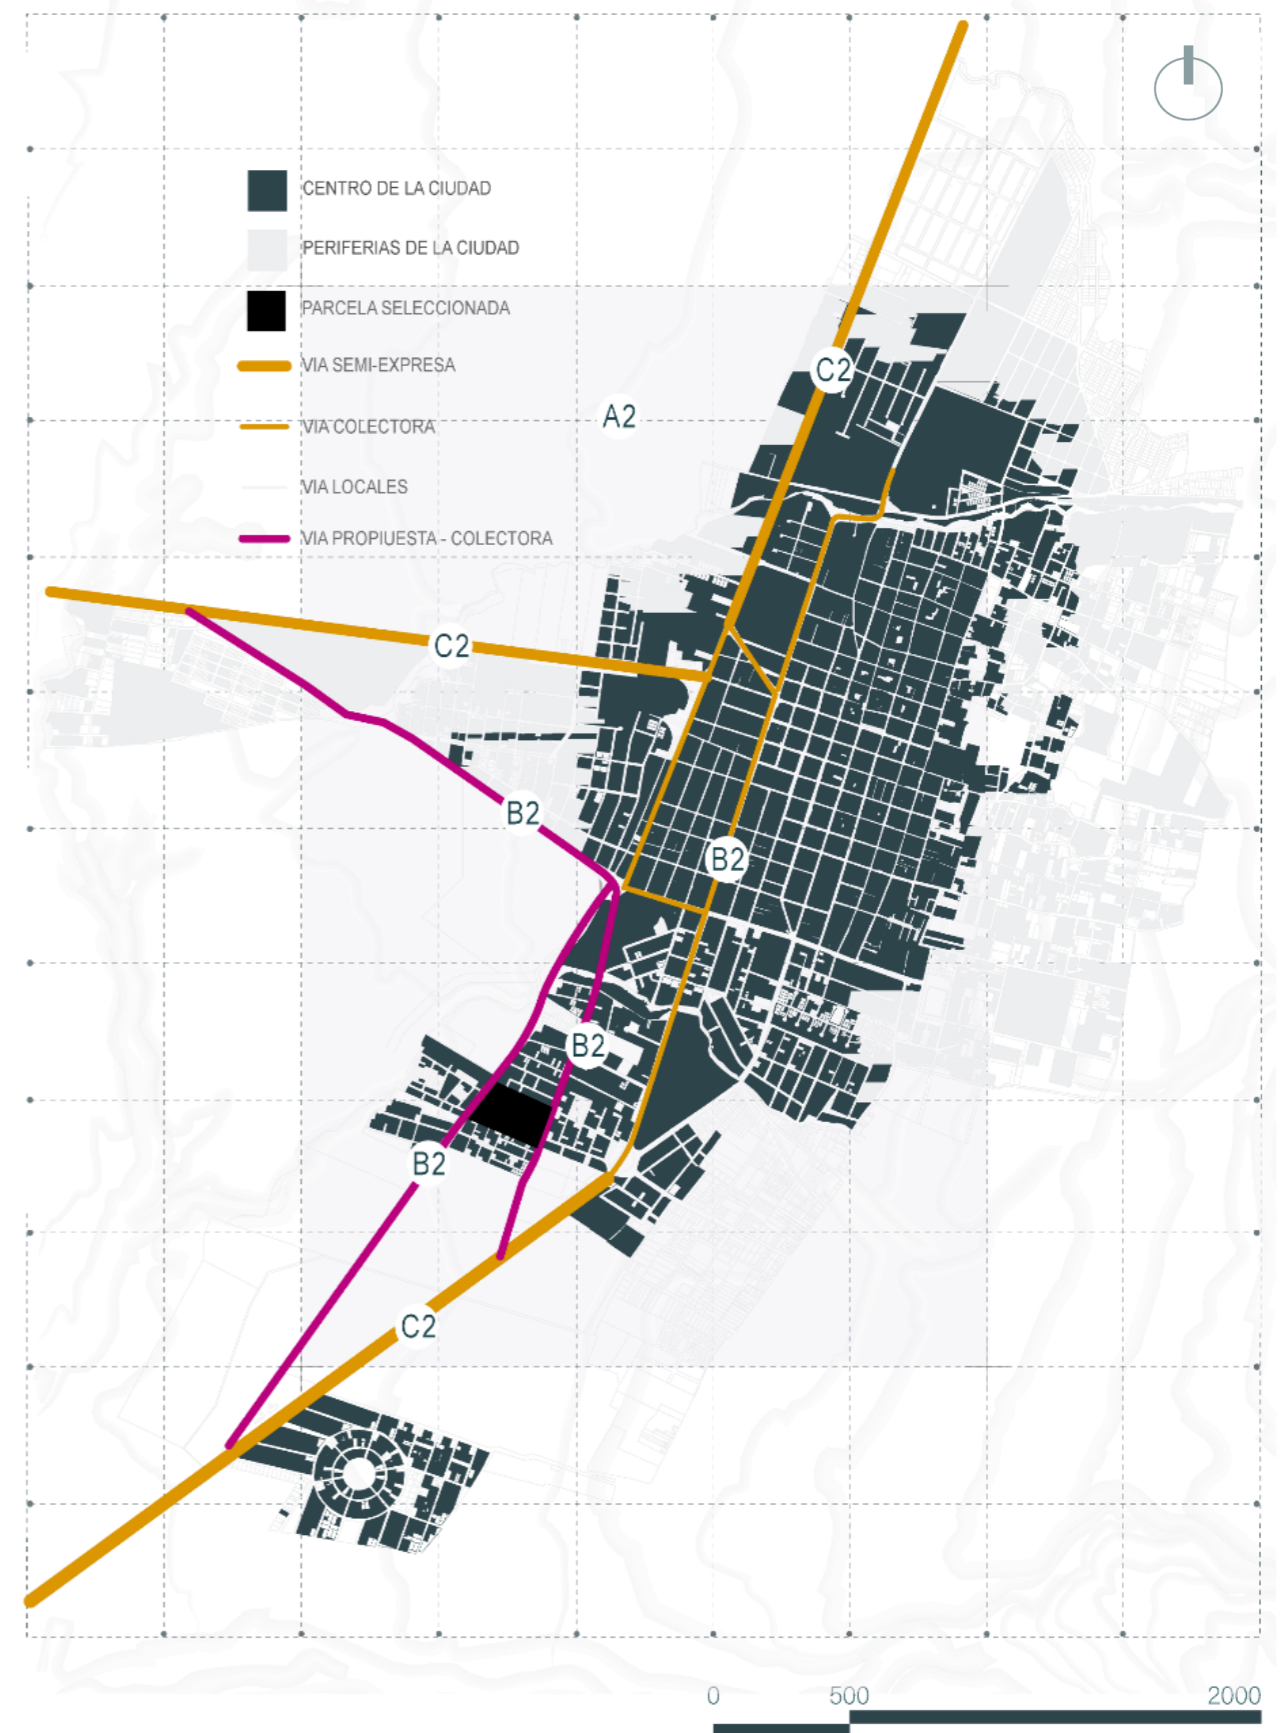 CENTRO DE LA CIUDAD
PERIFERIAS DE LA CIUDAD
PARCELA SELECCIONADA
VIA SEMI-EXPRESA
C2
A2
VIA COLECTORA
VIA LOCALES
VIA PROPIUESTA - COLECTORA
C2
B2
B2
B2
B2
C2
0 500 2000